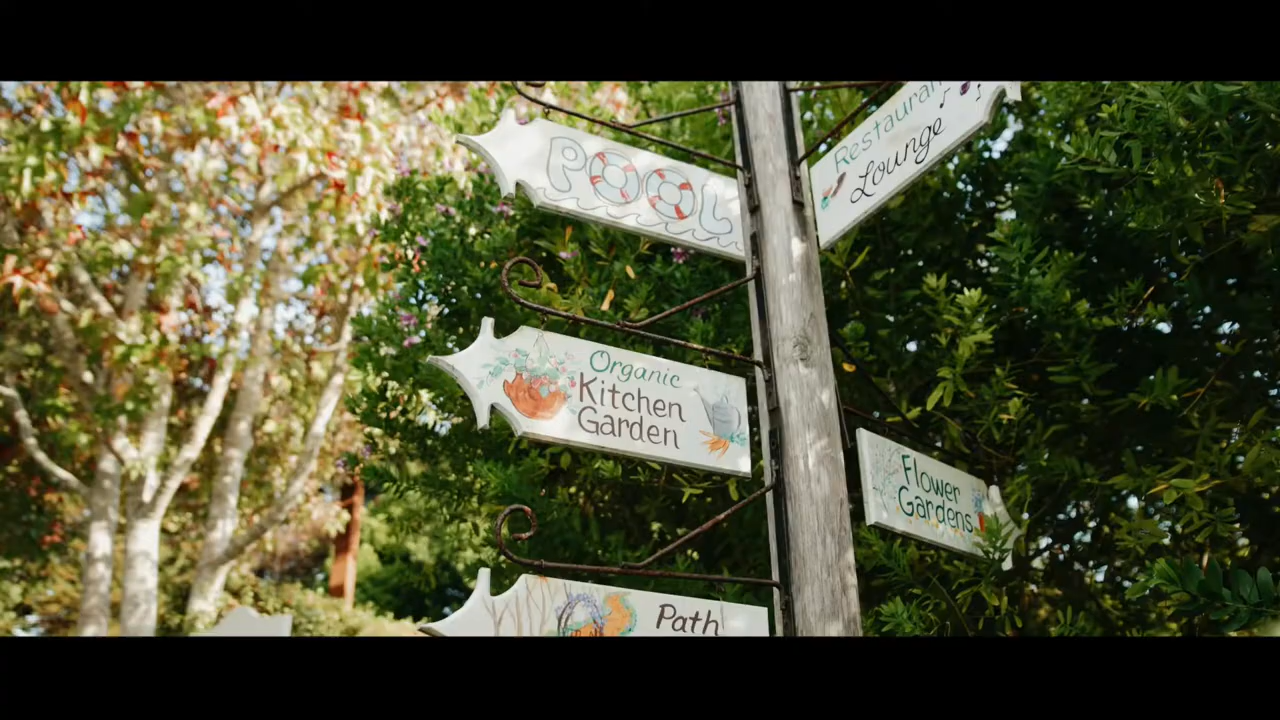 POOL
Restaurant
Lounge
Organic
Kitchen
Garden
Flower
Gardens
Path